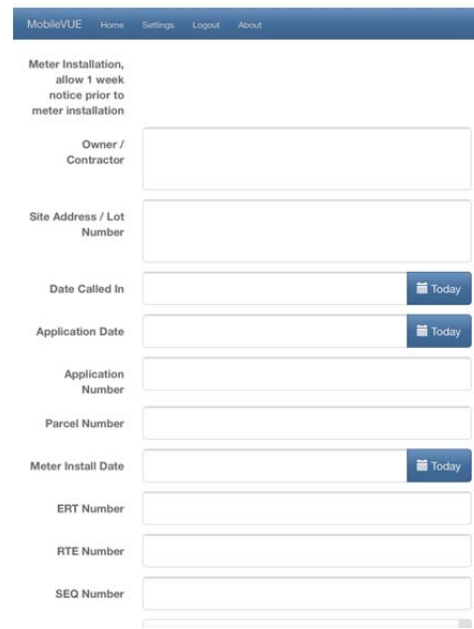 MobileVUE Home Settings Logout About
Meter Installation,
allow 1 week
notice prior to
meter installation
Owner /
Contractor
Site Address / Lot
Number
Date Called In Today
Application Date Today
Application
Number
Parcel Number
Meter Install Date Today
ERT Number
RTE Number
SEQ Number